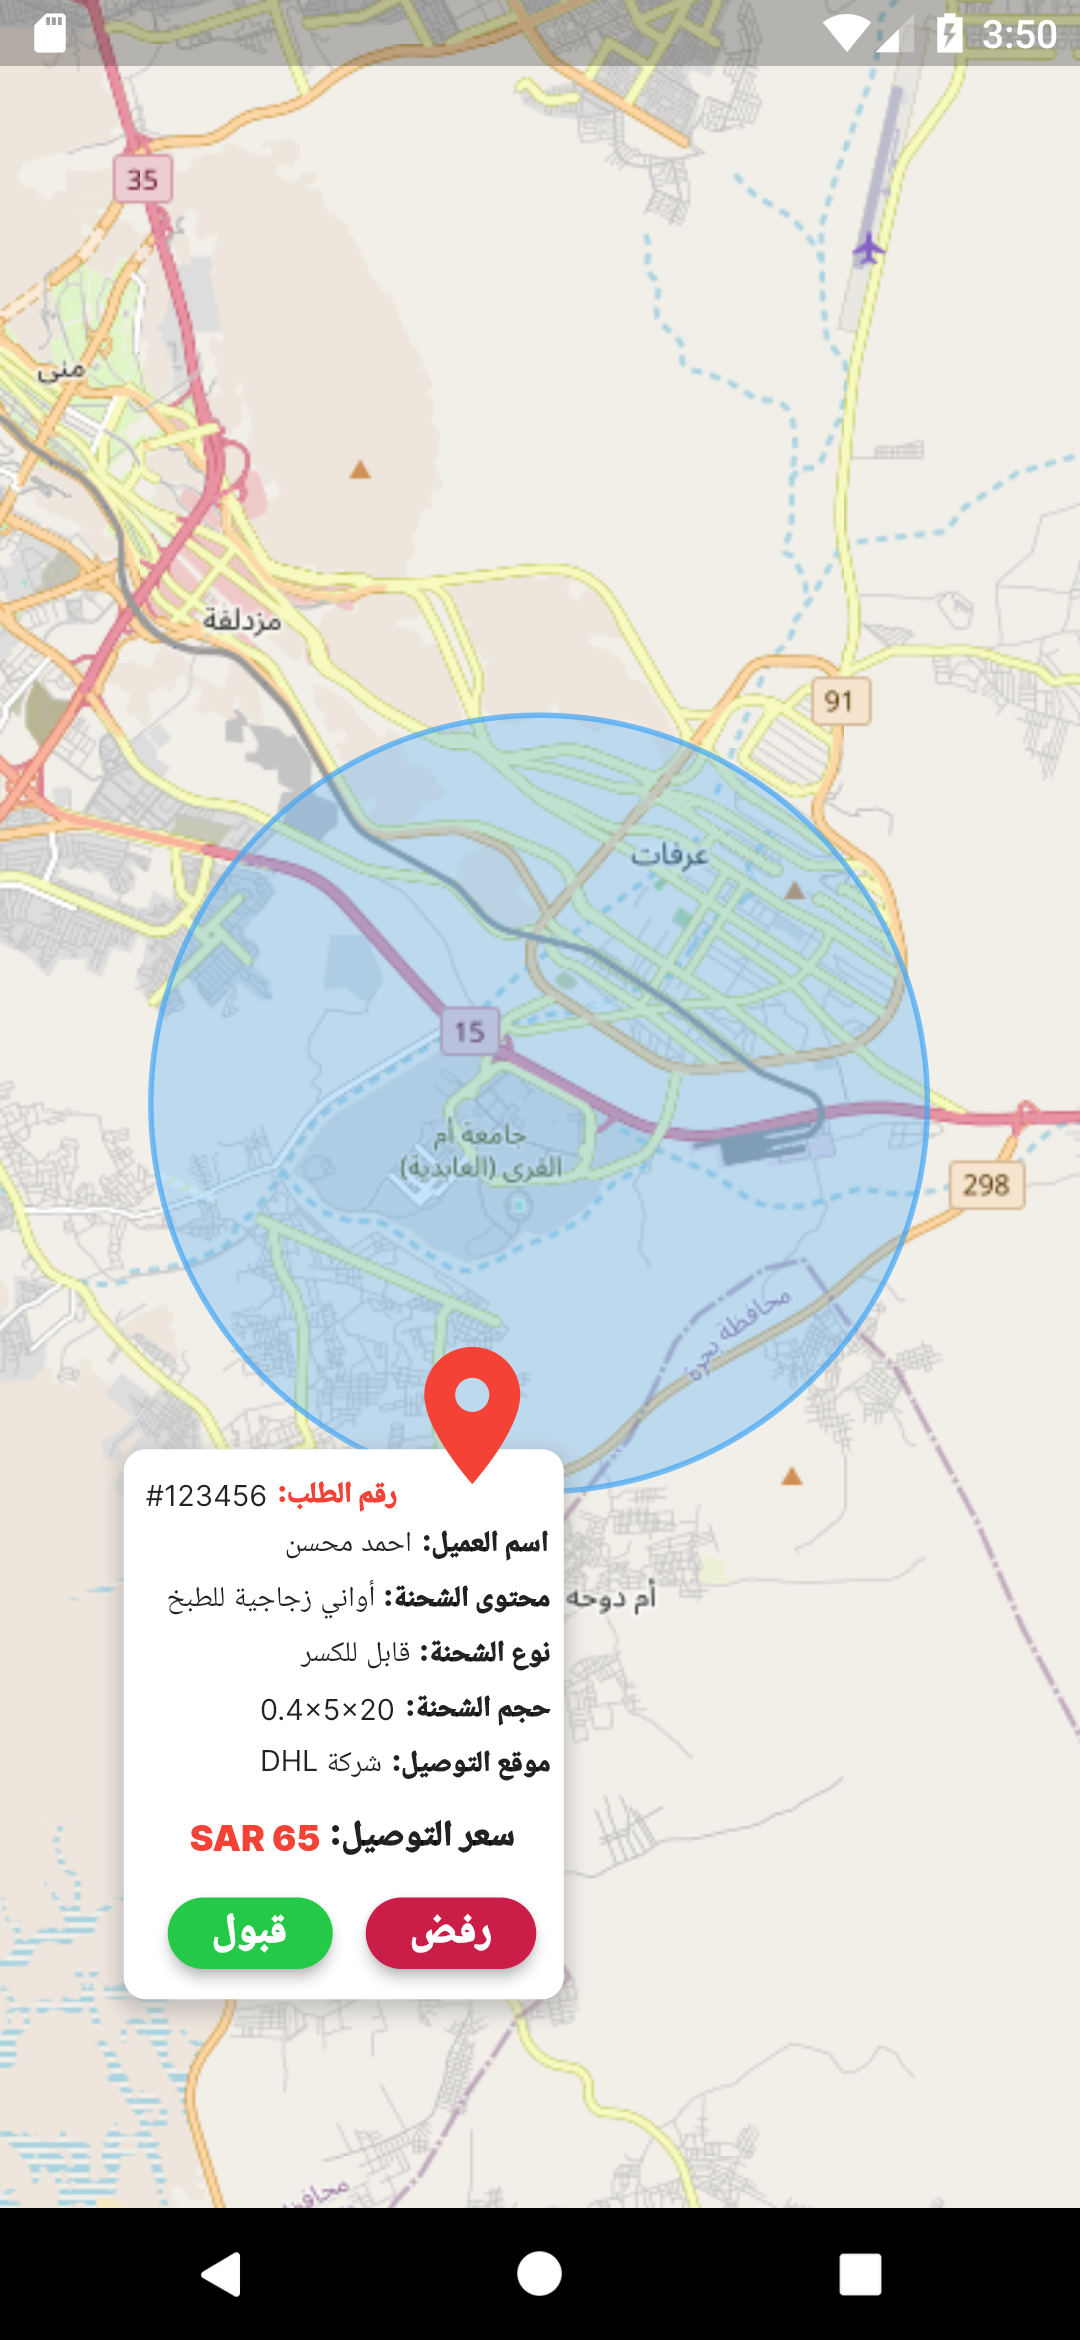 3:50
35
منى
مزدلفة
91
عرفات
15
جامعة أم
القرى (العابدية)
298
محافظة بحرة
رقم الطلب: #123456
اسم العميل: احمد محسن
محتوى الشحنة: أواني زجاجية للطبخ
أم دوحه
نوع الشحنة: قابل للكسر
حجم الشحنة: 20×5×0.4
موقع التوصيل: شركة DHL
سعر التوصيل: SAR 65
رفض
قبول